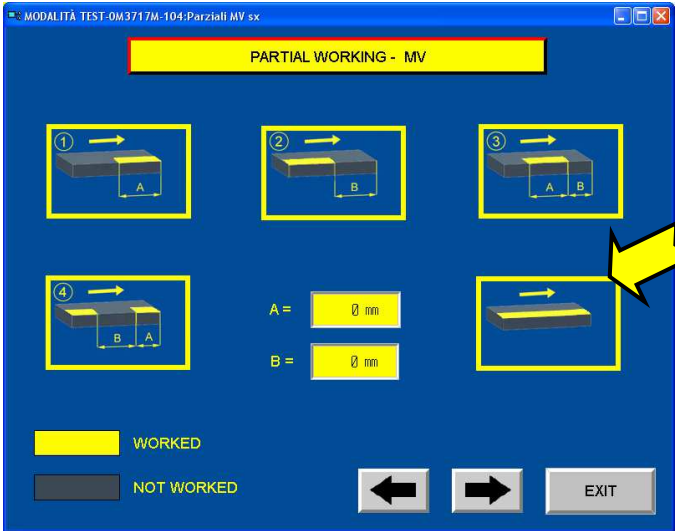 MODALITÀ TEST-0M3717M-104:Parziali MV sx
PARTIAL WORKING - MV
1
A
2
B
3
A B
4
B A
A = 0 mm
B = 0 mm
WORKED
NOT WORKED
EXIT